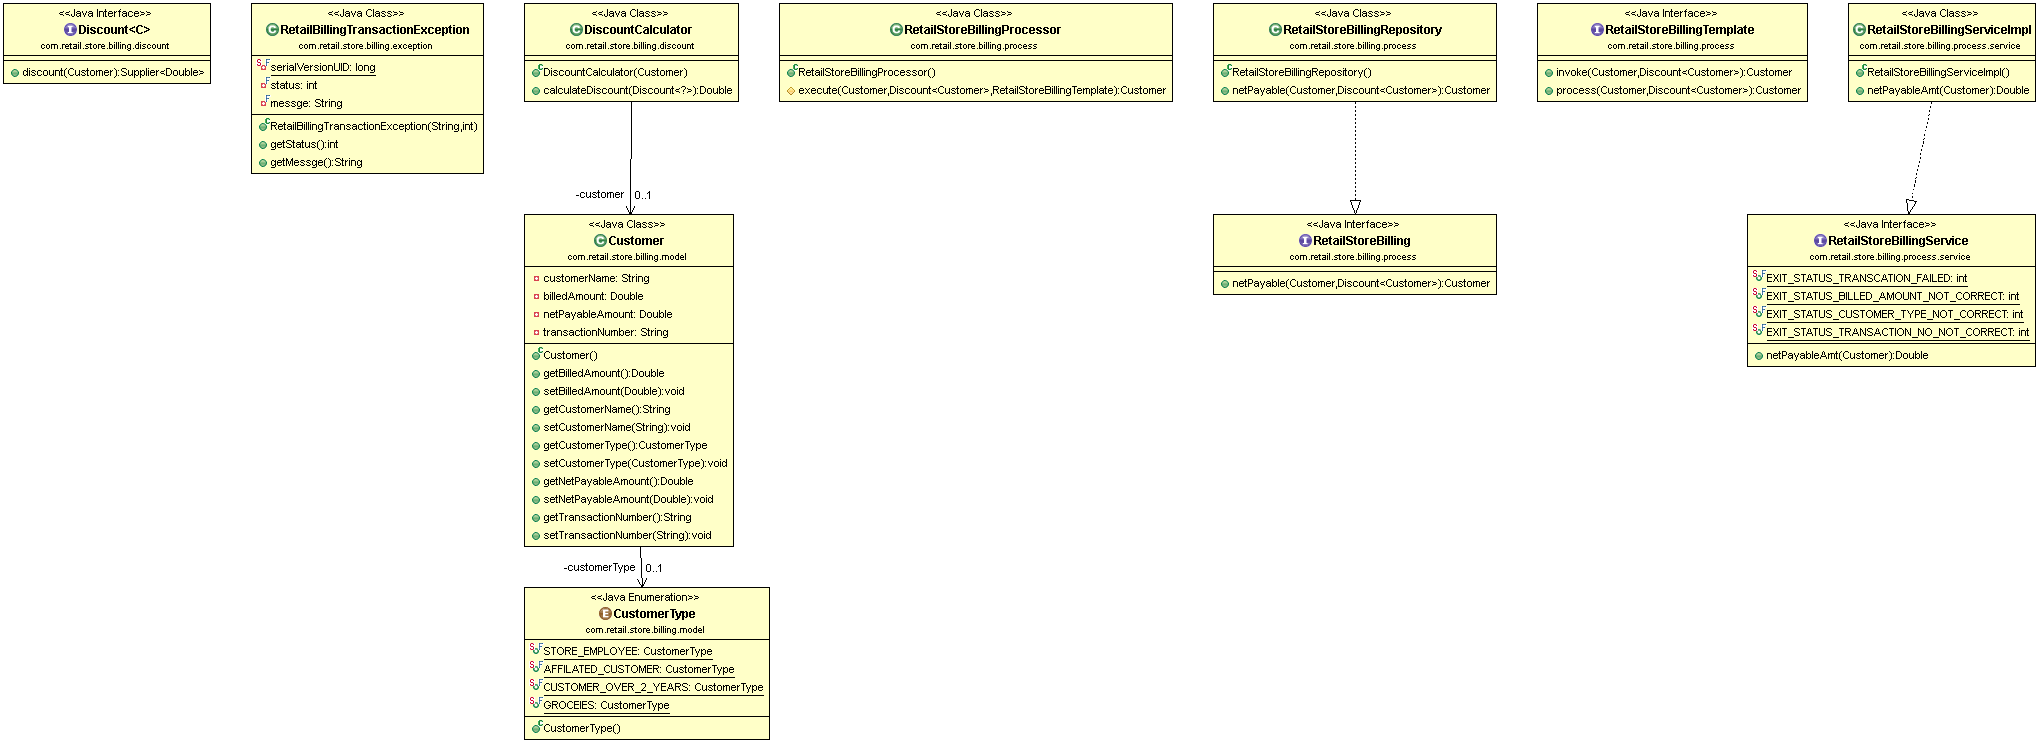 <<Java Interface>>
Discount<C>
com.retail.store.billing.discount
discount(Customer):Supplier<Double>
<<Java Class>>
RetailBillingTransactionException
com.retail.store.billing.exception
serialVersionUID: long
status: int
messge: String
RetailBillingTransactionException(String,int)
getStatus():int
getMessge():String
<<Java Class>>
DiscountCalculator
com.retail.store.billing.discount
DiscountCalculator(Customer)
calculateDiscount(Discount<?>):Double
<<Java Class>>
RetailStoreBillingProcessor
com.retail.store.billing.process
RetailStoreBillingProcessor()
execute(Customer,Discount<Customer>,RetailStoreBillingTemplate):Customer
<<Java Class>>
RetailStoreBillingRepository
com.retail.store.billing.process
RetailStoreBillingRepository()
netPayable(Customer,Discount<Customer>):Customer
<<Java Interface>>
RetailStoreBillingTemplate
com.retail.store.billing.process
invoke(Customer,Discount<Customer>):Customer
process(Customer,Discount<Customer>):Customer
<<Java Class>>
RetailStoreBillingServiceImpl
com.retail.store.billing.process.service
RetailStoreBillingServiceImpl()
netPayableAmt(Customer):Double
-customer 0..1
<<Java Class>>
Customer
com.retail.store.billing.model
customerName: String
billedAmount: Double
netPayableAmount: Double
transactionNumber: String
Customer()
getBilledAmount():Double
setBilledAmount(Double):void
getCustomerName():String
setCustomerName(String):void
getCustomerType():CustomerType
setCustomerType(CustomerType):void
getNetPayableAmount():Double
setNetPayableAmount(Double):void
getTransactionNumber():String
setTransactionNumber(String):void
<<Java Interface>>
RetailStoreBilling
com.retail.store.billing.process
netPayable(Customer,Discount<Customer>):Customer
<<Java Interface>>
RetailStoreBillingService
com.retail.store.billing.process.service
EXIT_STATUS_TRANSCATION_FAILED: int
EXIT_STATUS_BILLED_AMOUNT_NOT_CORRECT: int
EXIT_STATUS_CUSTOMER_TYPE_NOT_CORRECT: int
EXIT_STATUS_TRANSACTION_NO_NOT_CORRECT: int
netPayableAmt(Customer):Double
-customerType 0..1
<<Java Enumeration>>
CustomerType
com.retail.store.billing.model
STORE_EMPLOYEE: CustomerType
AFFILATED_CUSTOMER: CustomerType
CUSTOMER_OVER_2_YEARS: CustomerType
GROCEIES: CustomerType
CustomerType()